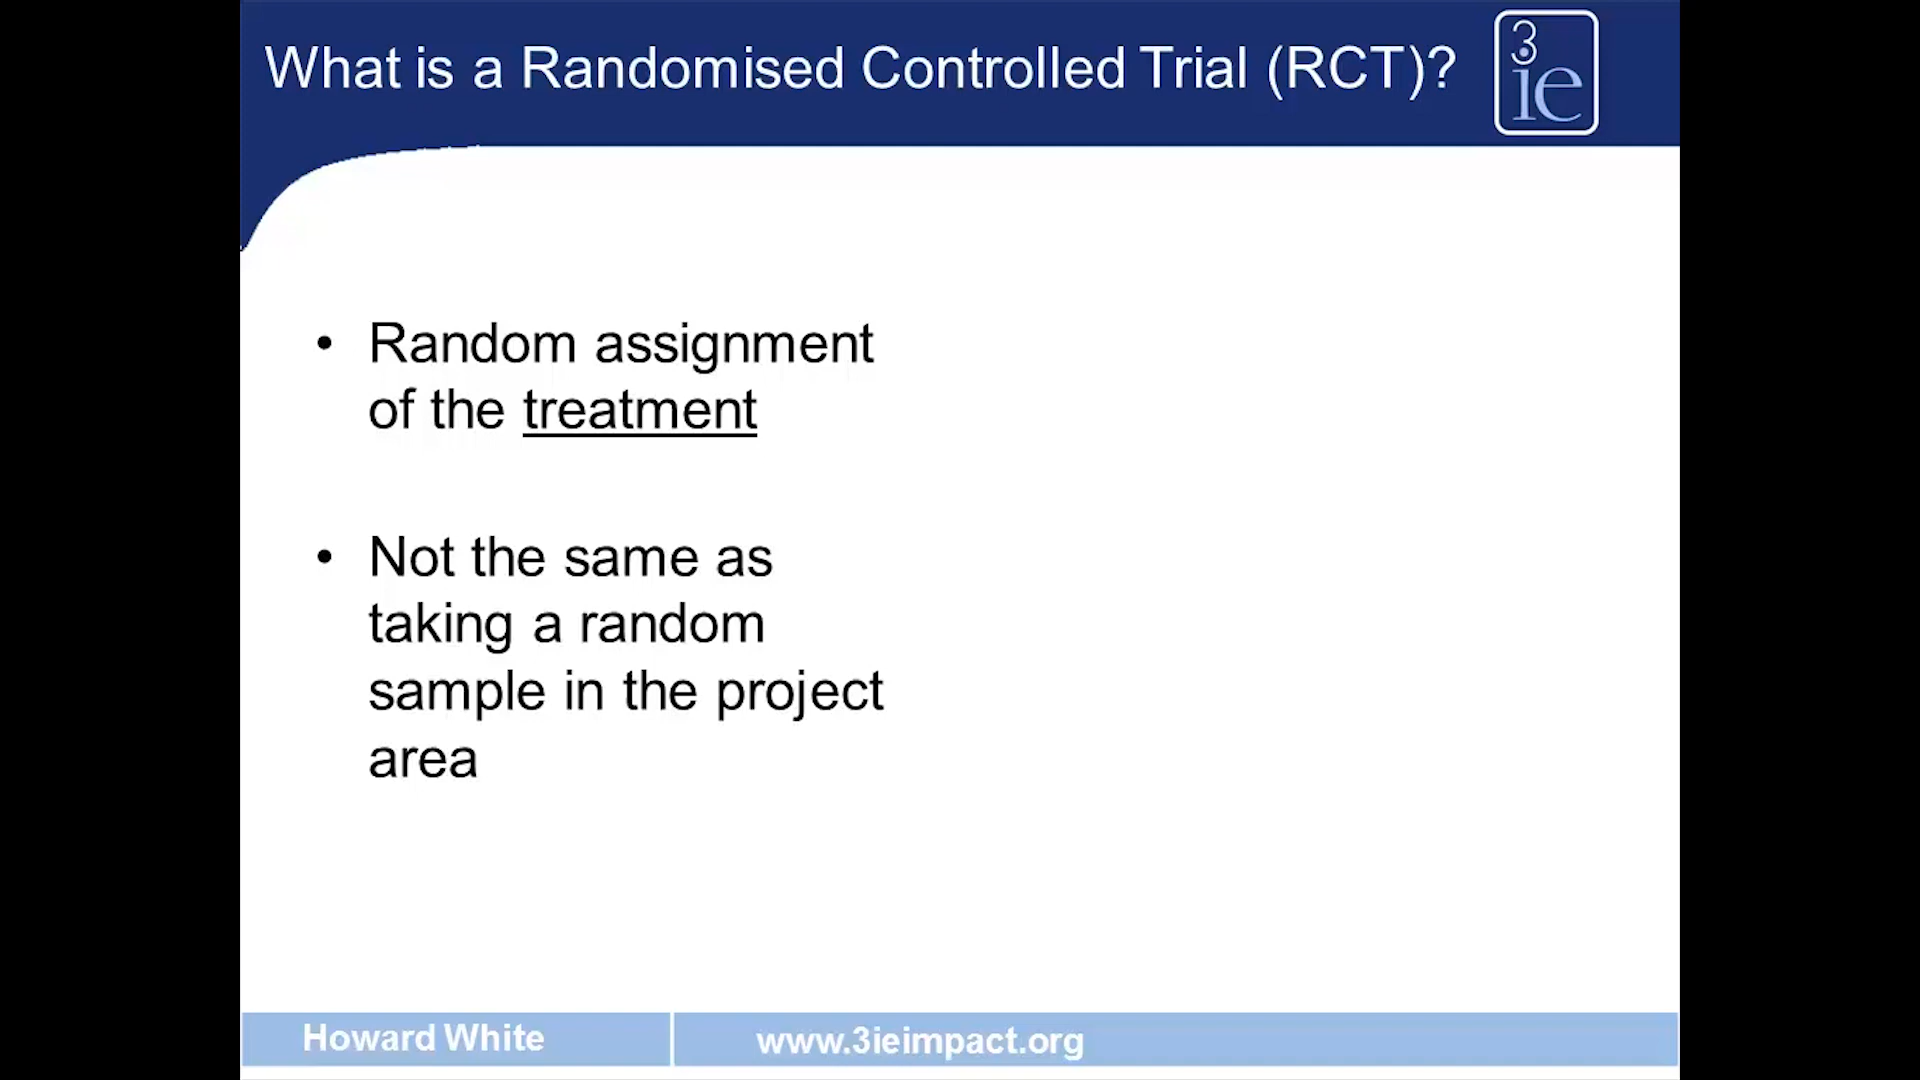 What is a Randomised Controlled Trial (RCT)?
3
ie
• Random assignment
of the treatment
• Not the same as
taking a random
sample in the project
area
Howard White
www.3ieimpact.org